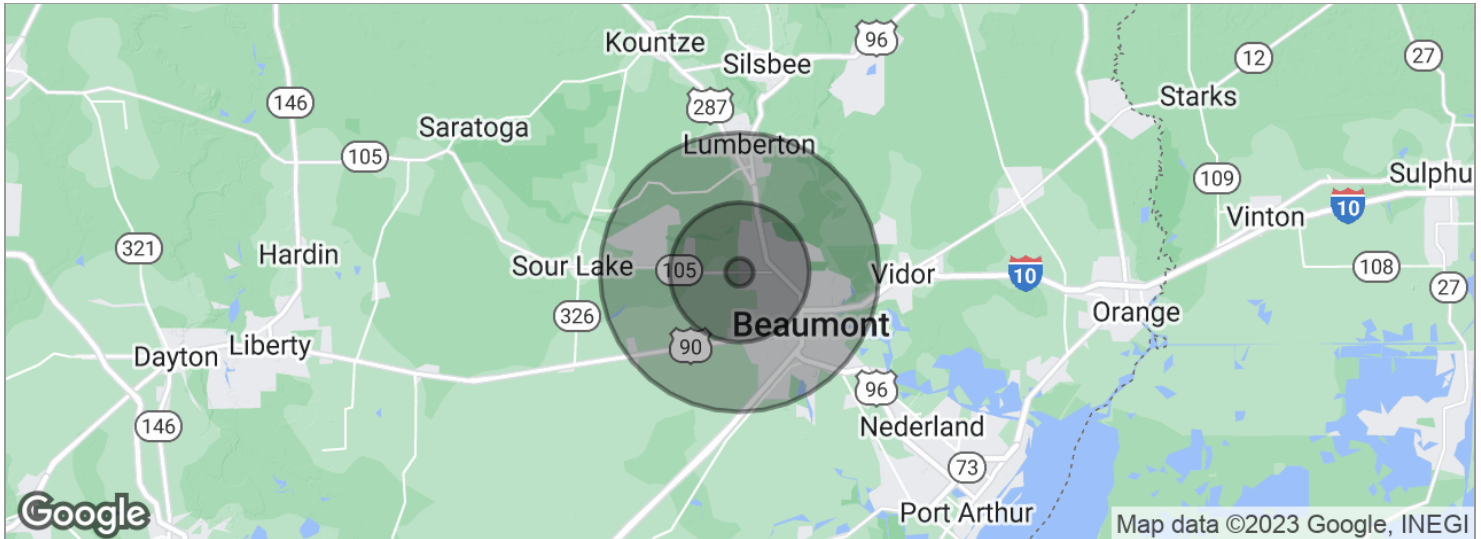 96
12
27
Kountze
Silsbee
146
287
Starks
Saratoga
Lumberton
105
109
Sulphu
10
Vinton
321
Hardin
Sour Lake
105
Vidor
10
108
27
326
Beaumont
Orange
Dayton
Liberty
90
146
96
Nederland
73
Port Arthur
Google
Map data ©2023 Google, INEGI